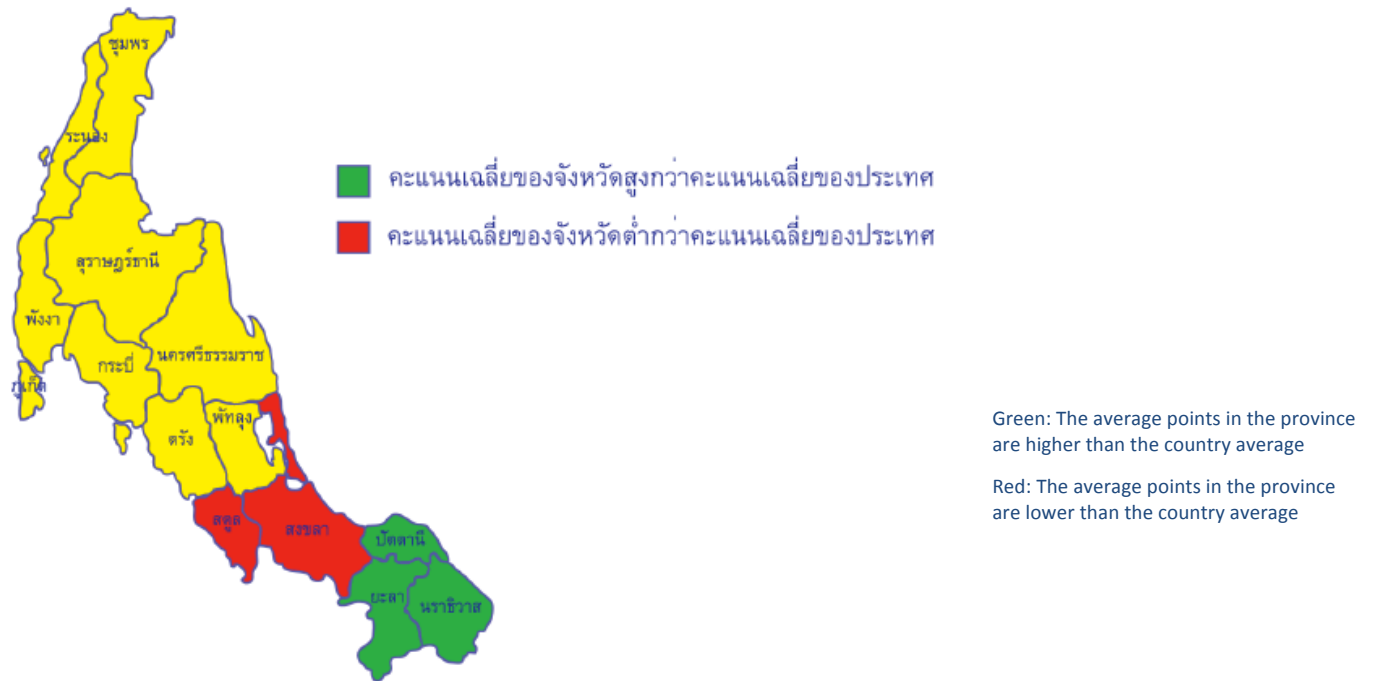 ชุมพร
ระนอง
สุราษฎร์ธานี
พังงา
นครศรีธรรมราช
กระบี่
ภูเก็ต
พัทลุง
ตรัง
สตูล
สงขลา
ปัตตานี
ยะลา
นราธิวาส
คะแนนเฉลี่ยของจังหวัดสูงกว่าคะแนนเฉลี่ยของประเทศ
คะแนนเฉลี่ยของจังหวัดต่ำกว่าคะแนนเฉลี่ยของประเทศ
Green: The average points in the province
are higher than the country average
Red: The average points in the province
are lower than the country average